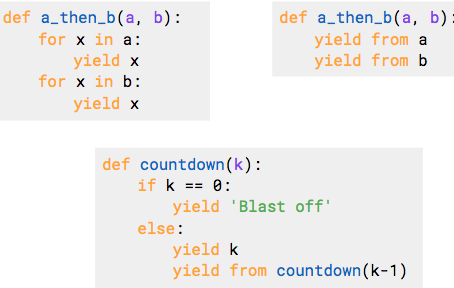 def a_then_b(a, b):
    for x in a:
        yield x
    for x in b:
        yield x
def a_then_b(a, b):
    yield from a
    yield from b
def countdown(k):
    if k == 0:
        yield 'Blast off'
    else:
        yield k
        yield from countdown(k-1)